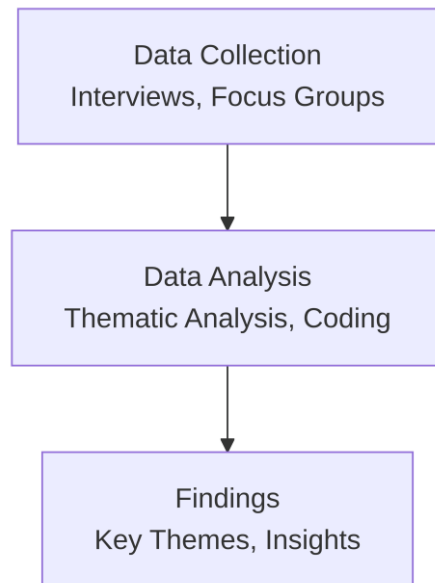 Data Collection
Interviews, Focus Groups
Data Analysis
Thematic Analysis, Coding
Findings
Key Themes, Insights